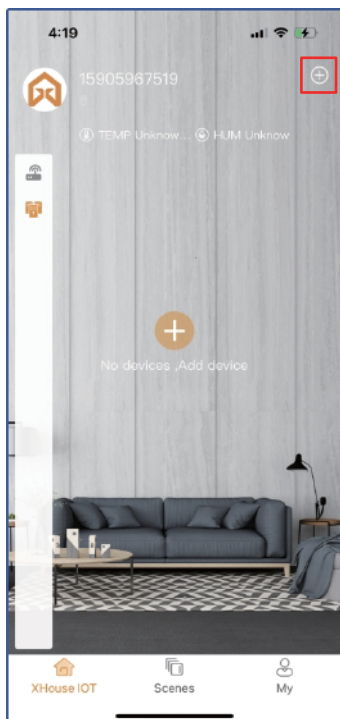 4:19
15905967519
TEMP Unknow... HUM Unknow
No devices ,Add device
XHouse IOT
Scenes
My